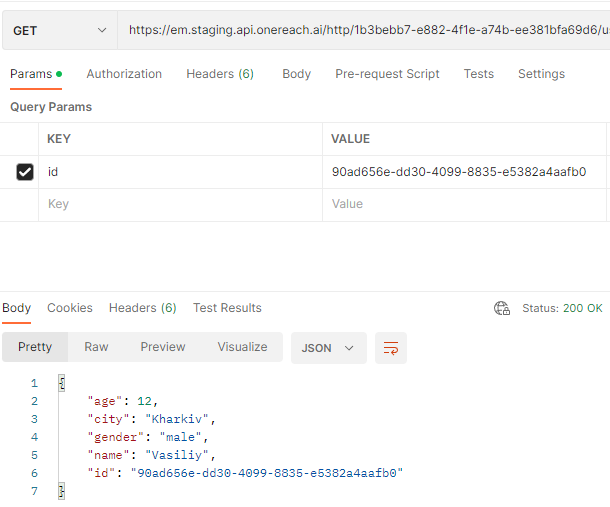 GET https://em.staging.api.onereach.ai/http/1b3bebb7-e882-4f1e-a74b-ee381bfa69d6/u
Params Authorization Headers (6) Body Pre-request Script Tests Settings
Query Params
KEY VALUE
id 90ad656e-dd30-4099-8835-e5382a4aafb0
Key Value
Body Cookies Headers (6) Test Results Status: 200 OK
Pretty Raw Preview Visualize JSON
1 {
2 "age": 12,
3 "city": "Kharkiv",
4 "gender": "male",
5 "name": "Vasiliy",
6 "id": "90ad656e-dd30-4099-8835-e5382a4aafb0"
7 }